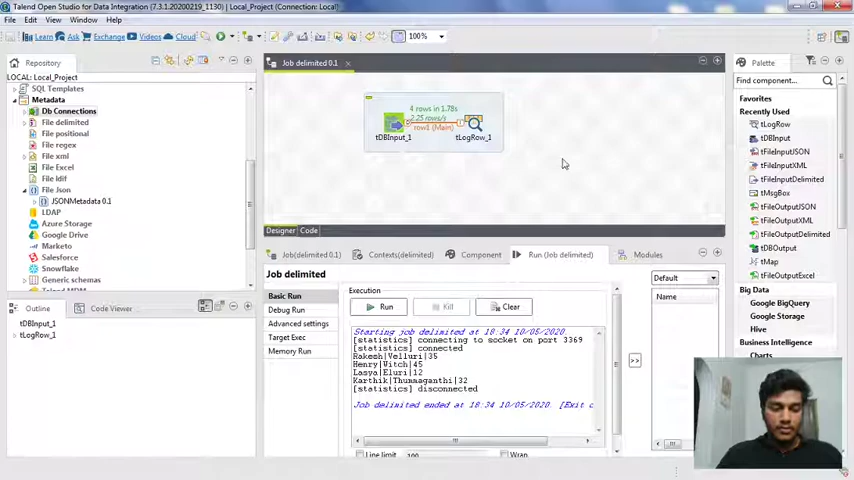 Talend Open Studio for Data Integration (7.3.1.20200219_1130) | Local_Project (Connection: Local)
File Edit View Window Help
Learn Ask Exchange Videos Cloud 100%
Repository
LOCAL: Local_Project
SQL Templates
Metadata
Db Connections
File delimited
File positional
File regex
File xml
File Excel
File ldif
File Json
JSONMetadata 0.1
LDAP
Azure Storage
Google Drive
Marketo
Salesforce
Snowflake
Generic schemas
Talend MDM
Outline Code Viewer
tDBInput_1
tLogRow_1
Job delimited 0.1
4 rows in 1.78s
2.25 rows/s
row1 (Main)
tDBInput_1 tLogRow_1
Designer Code
Job(delimited 0.1) Contexts(delimited) Component Run (Job delimited) Modules
Job delimited
Basic Run
Debug Run
Advanced settings
Target Exec
Memory Run
Execution
Run Kill Clear
Starting job delimited at 18:34 10/05/2020.
[statistics] connecting to socket on port 3369
[statistics] connected
Rakesh|Velluri|35
Henry|Witch|45
Lasya|Eluri|12
Karthik|Thummaganthi|32
[statistics] disconnected
Job delimited ended at 18:34 10/05/2020. [Exit c
Line limit 100 Wrap
>>
Default
Name
Palette
Find component...
Favorites
Recently Used
tLogRow
tDBInput
tFileInputJSON
tFileInputXML
tFileInputDelimited
tMsgBox
tFileOutputJSON
tFileOutputXML
tFileOutputDelimited
tDBOutput
tMap
tFileOutputExcel
Big Data
Google BigQuery
Google Storage
Hive
Business Intelligence
Charts